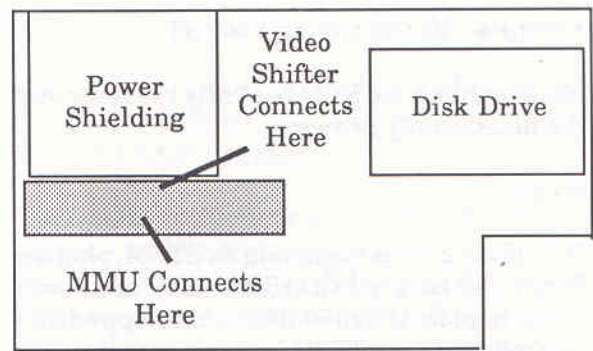 Power
Shielding
Video
Shifter
Connects
Here
Disk Drive
MMU Connects
Here